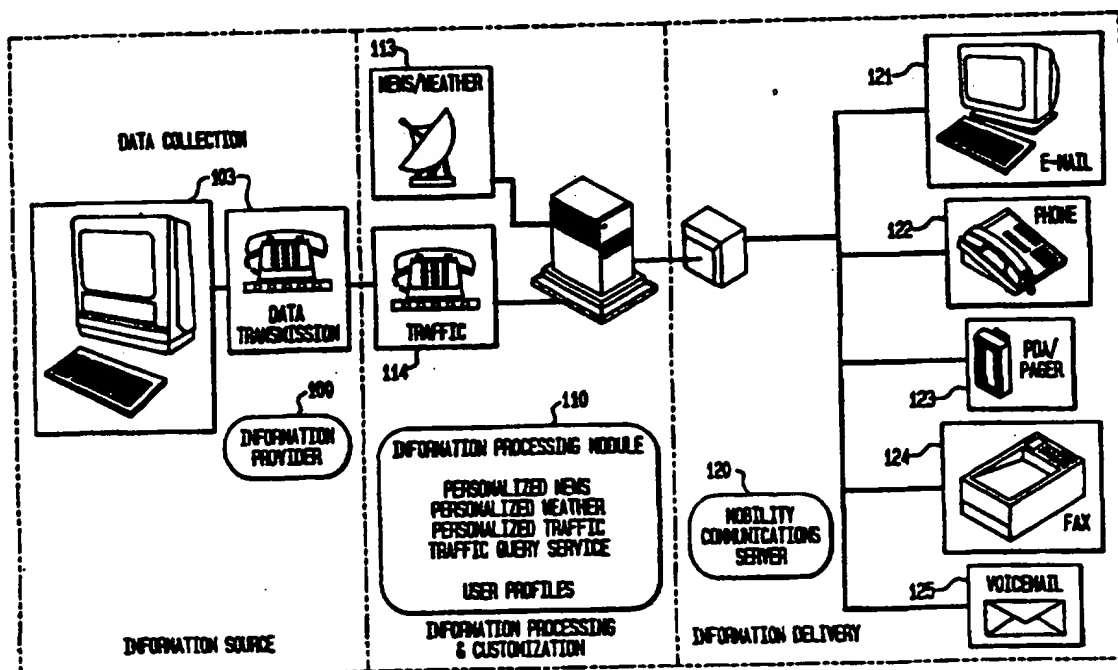 DATA COLLECTION
103
DATA
TRANSMISSION
100
INFORMATION
PROVIDER
INFORMATION SOURCE
113
NEWS/WEATHER
TRAFFIC
114
110
INFORMATION PROCESSING MODULE
PERSONALIZED NEWS
PERSONALIZED WEATHER
PERSONALIZED TRAFFIC
TRAFFIC QUERY SERVICE
USER PROFILES
INFORMATION PROCESSING
& CUSTOMIZATION
120
MOBILITY
COMMUNICATIONS
SERVER
INFORMATION DELIVERY
121
E-MAIL
122
PHONE
PDA/
PAGER
123
124
FAX
125
VOICEMAIL